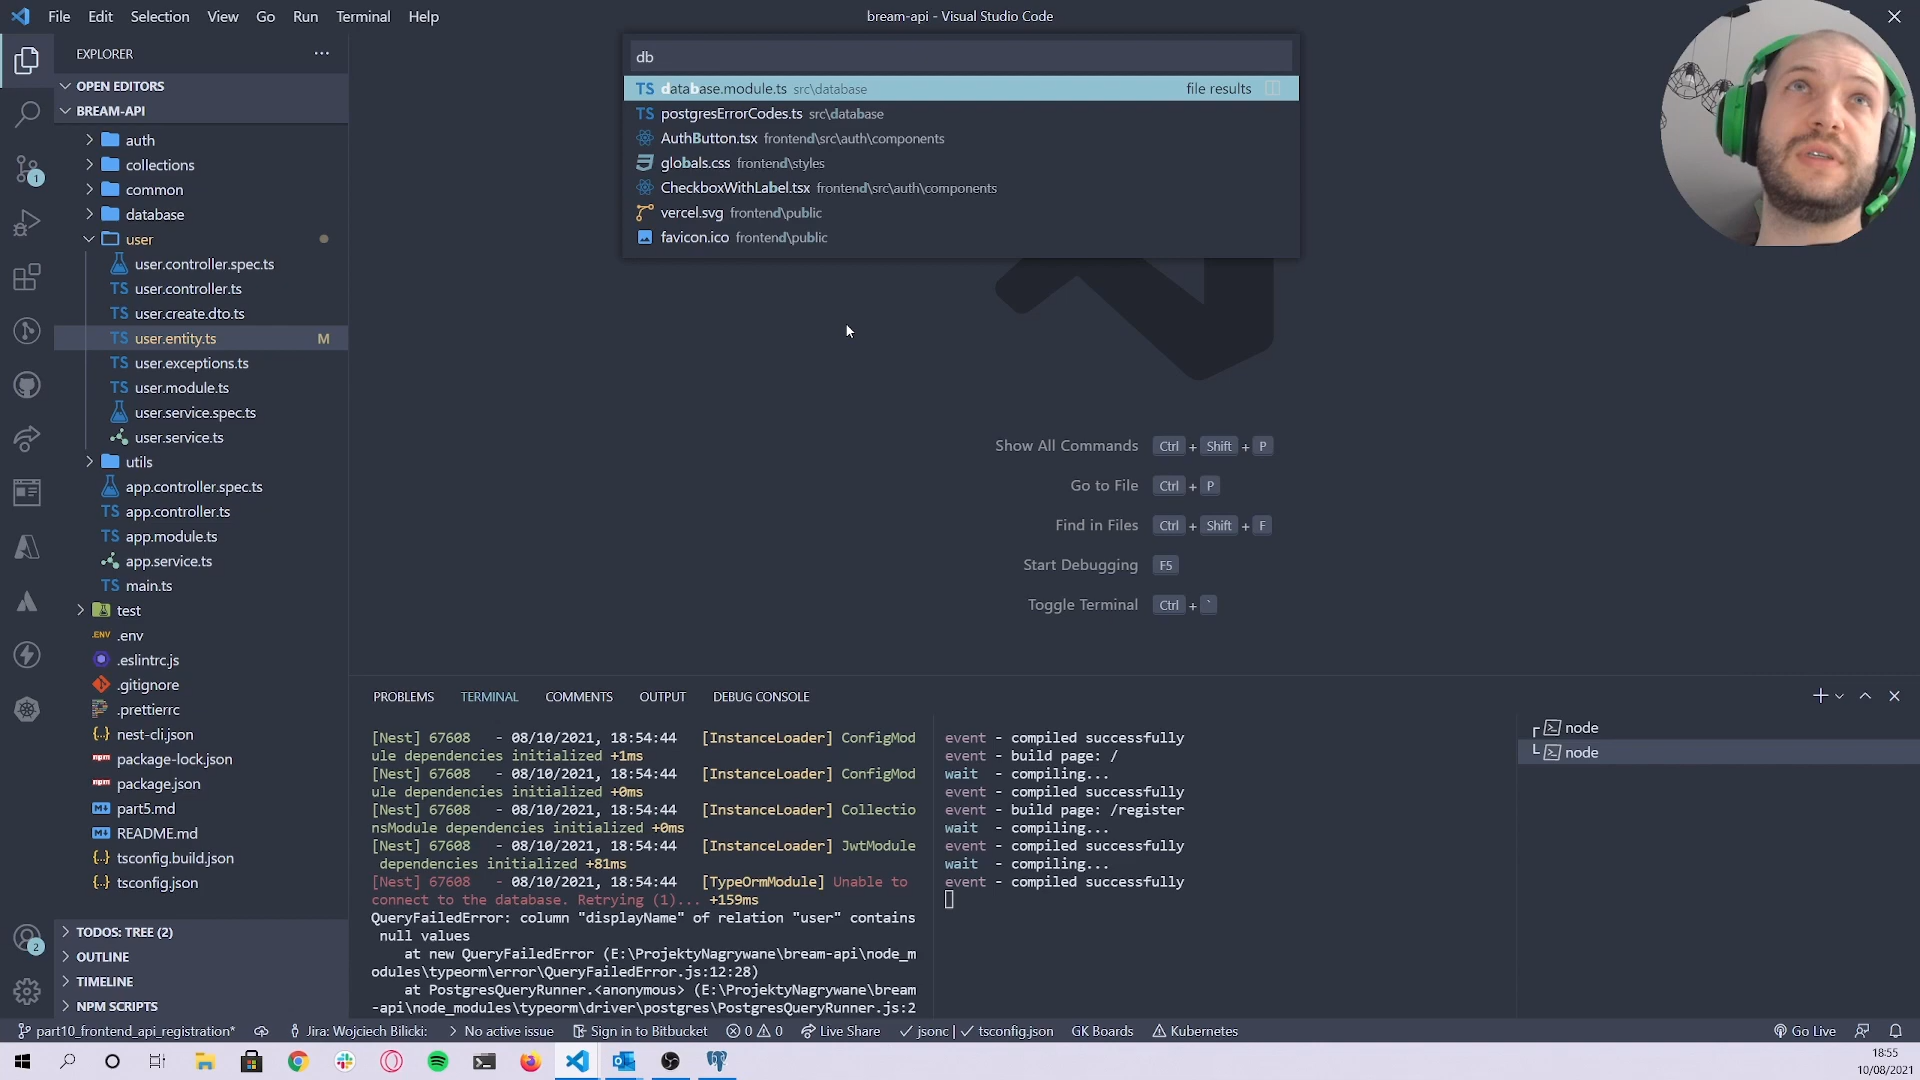 File Edit Selection View Go Run Terminal Help
bream-api - Visual Studio Code
EXPLORER
OPEN EDITORS
BREAM-API
auth
collections
common
database
user
user.controller.spec.ts
user.controller.ts
user.create.dto.ts
user.entity.ts M
user.exceptions.ts
user.module.ts
user.service.spec.ts
user.service.ts
utils
app.controller.spec.ts
app.controller.ts
app.module.ts
app.service.ts
main.ts
test
.env
.eslintrc.js
.gitignore
.prettierrc
nest-cli.json
package-lock.json
package.json
part5.md
README.md
tsconfig.build.json
tsconfig.json
TODOS: TREE (2)
OUTLINE
TIMELINE
NPM SCRIPTS
db
TS database.module.ts src\database file results
TS postgresErrorCodes.ts src\database
AuthButton.tsx frontend\src\auth\components
globals.css frontend\styles
CheckboxWithLabel.tsx frontend\src\auth\components
vercel.svg frontend\public
favicon.ico frontend\public
Show All Commands Ctrl + Shift + P
Go to File Ctrl + P
Find in Files Ctrl + Shift + F
Start Debugging F5
Toggle Terminal Ctrl + `
PROBLEMS TERMINAL COMMENTS OUTPUT DEBUG CONSOLE
[Nest] 67608 - 08/10/2021, 18:54:44 [InstanceLoader] ConfigMod
ule dependencies initialized +1ms
[Nest] 67608 - 08/10/2021, 18:54:44 [InstanceLoader] ConfigMod
ule dependencies initialized +0ms
[Nest] 67608 - 08/10/2021, 18:54:44 [InstanceLoader] Collectio
nsModule dependencies initialized +0ms
[Nest] 67608 - 08/10/2021, 18:54:44 [InstanceLoader] JwtModule
dependencies initialized +81ms
[Nest] 67608 - 08/10/2021, 18:54:44 [TypeOrmModule] Unable to
connect to the database. Retrying (1)... +159ms
QueryFailedError: column "displayName" of relation "user" contains
null values
at new QueryFailedError (E:\ProjektyNagrywane\bream-api\node_m
odules\typeorm\error\QueryFailedError.js:12:28)
at PostgresQueryRunner.<anonymous> (E:\ProjektyNagrywane\bream
-api\node_modules\typeorm\driver\postgres\PostgresQueryRunner.js:2
event - compiled successfully
event - build page: /
wait - compiling...
event - compiled successfully
event - build page: /register
wait - compiling...
event - compiled successfully
wait - compiling...
event - compiled successfully
node
node
part10_frontend_api_registration* Jira: Wojciech Bilicki: No active issue Sign in to Bitbucket 0 0 Live Share jsonc | tsconfig.json GK Boards Kubernetes Go Live
18:55
10/08/2021